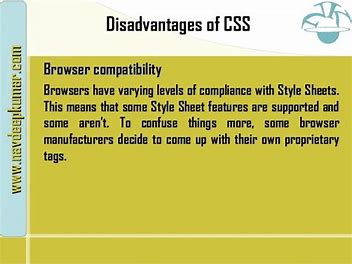 Disadvantages of CSS
Browser compatibility
Browsers have varying levels of compliance with Style Sheets.
This means that some Style Sheet features are supported and
some aren't. To confuse things more, some browser
manufacturers decide to come up with their own proprietary
tags.
www.navdeepkumar.com